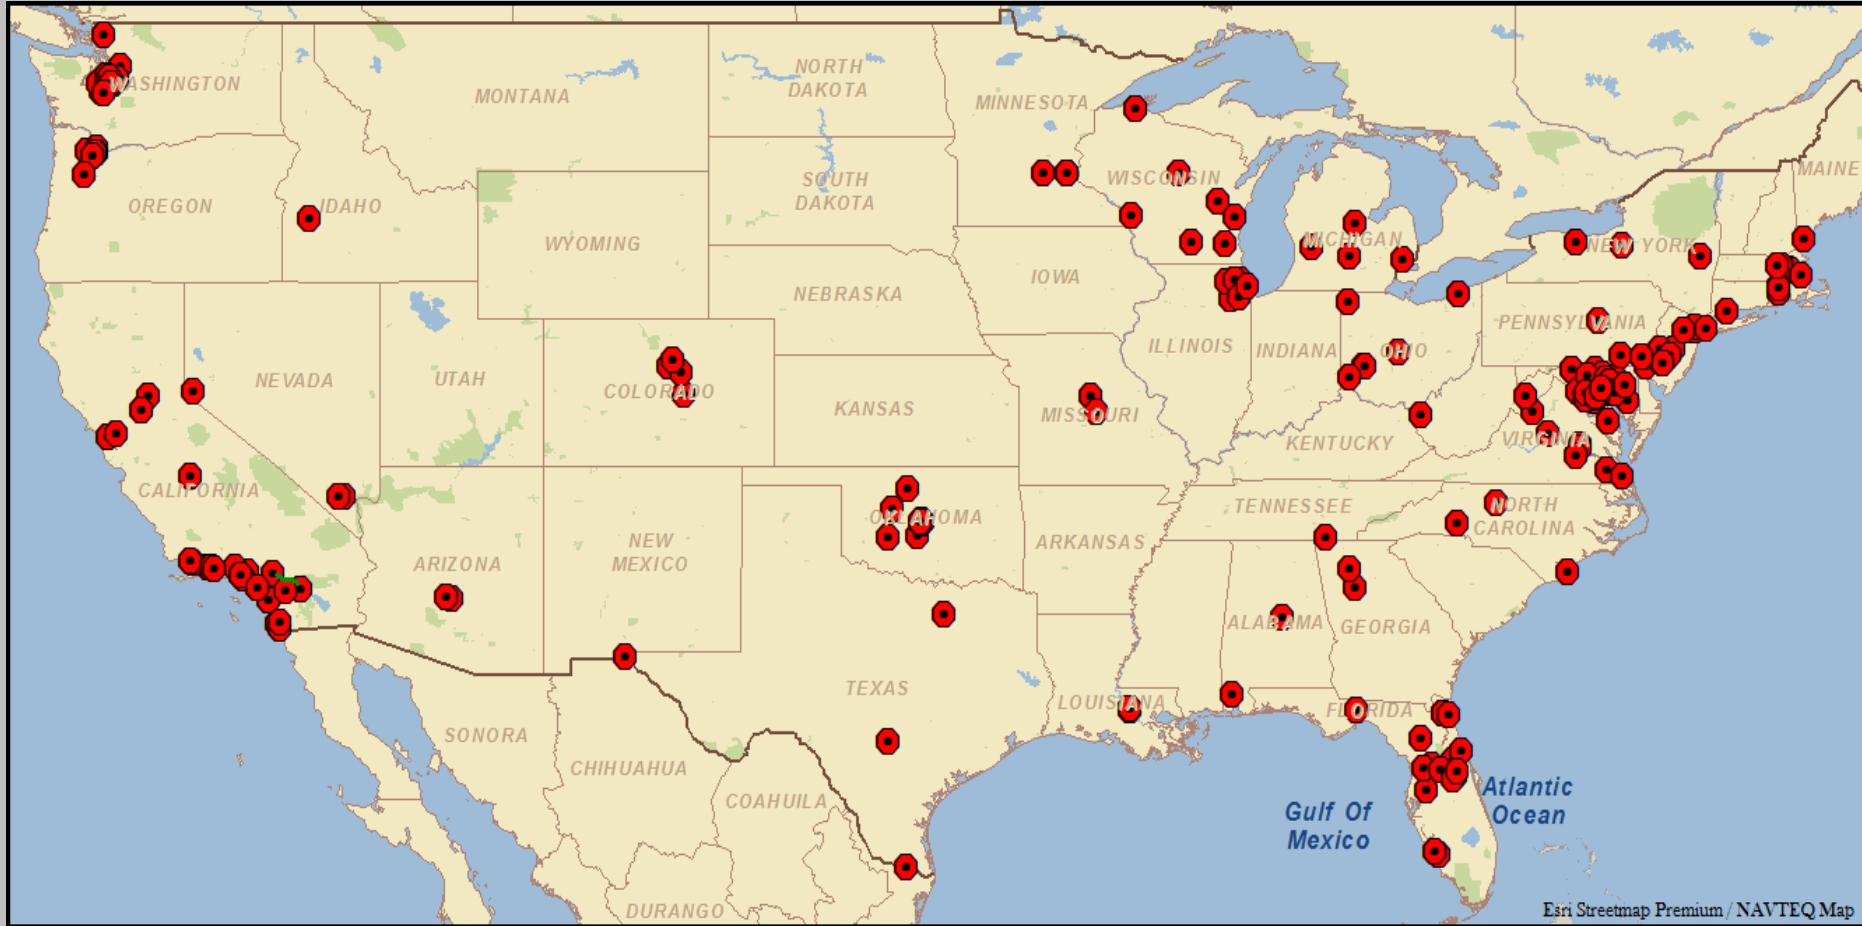 WASHINGTON
MONTANA
NORTH
DAKOTA
MINNESOTA
MAINE
OREGON
IDAHO
SOUTH
DAKOTA
WISCONSIN
WYOMING
MICHIGAN
NEW YORK
IOWA
NEBRASKA
PENNSYLVANIA
ILLINOIS
INDIANA
OHIO
NEVADA
UTAH
COLORADO
KANSAS
MISSOURI
KENTUCKY
VIRGINIA
CALIFORNIA
OKLAHOMA
TENNESSEE
NORTH
CAROLINA
ARIZONA
NEW
MEXICO
ARKANSAS
ALABAMA
GEORGIA
TEXAS
LOUISIANA
FLORIDA
SONORA
CHIHUAHUA
COAHUILA
DURANGO
Gulf Of
Mexico
Atlantic
Ocean
Esri Streetmap Premium / NAVTEQ Map